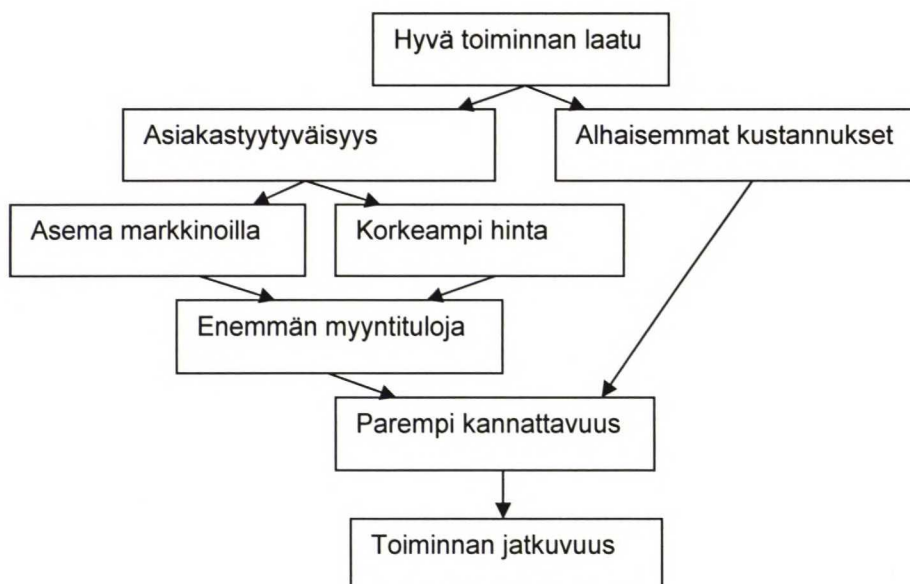 Hyvä toiminnan laatu
Asiakastyytyväisyys
Alhaisemmat kustannukset
Asema markkinoilla
Korkeampi hinta
Enemmän myyntituloja
Parempi kannattavuus
Toiminnan jatkuvuus